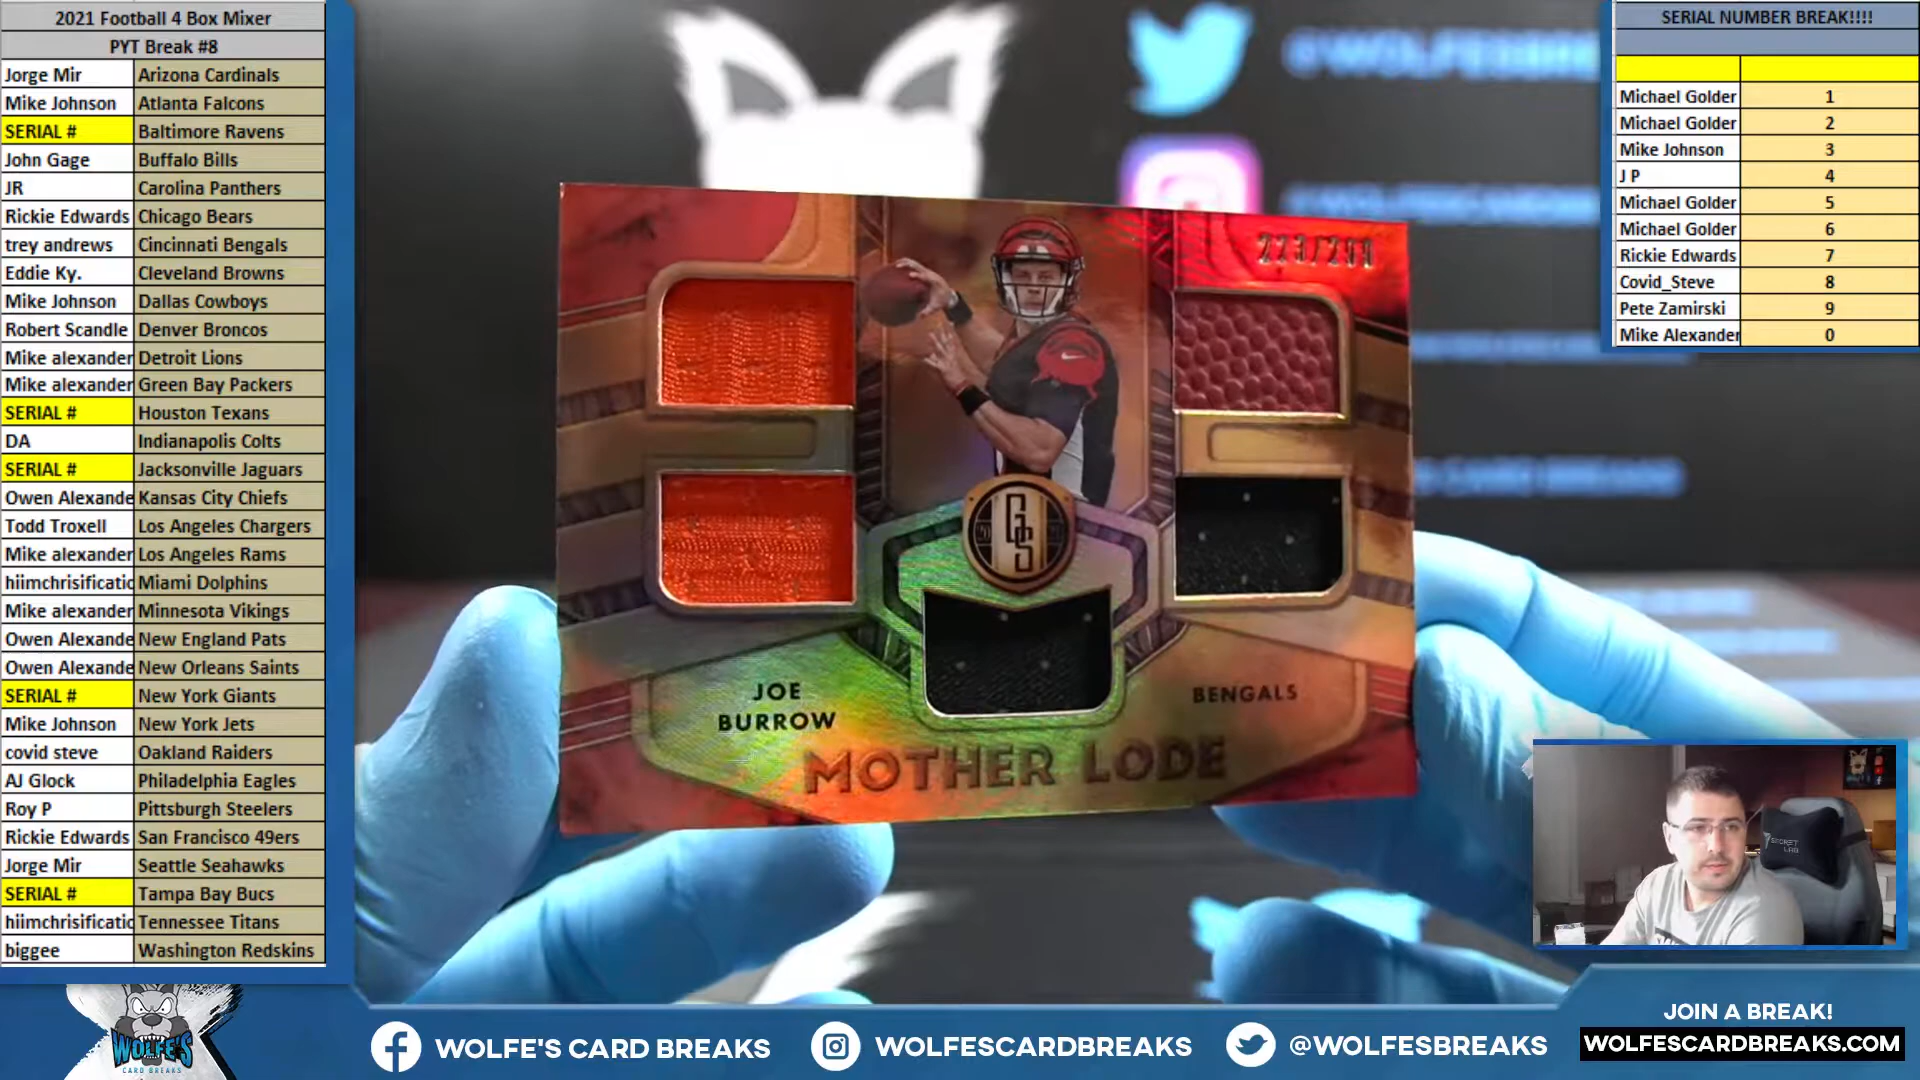 2021 Football 4 Box Mixer
PYT Break #8
Jorge Mir Arizona Cardinals
Mike Johnson Atlanta Falcons
SERIAL # Baltimore Ravens
John Gage Buffalo Bills
JR Carolina Panthers
Rickie Edwards Chicago Bears
trey andrews Cincinnati Bengals
Eddie Ky. Cleveland Browns
Mike Johnson Dallas Cowboys
Robert Scandle Denver Broncos
Mike alexander Detroit Lions
Mike alexander Green Bay Packers
SERIAL # Houston Texans
DA Indianapolis Colts
SERIAL # Jacksonville Jaguars
Owen Alexande Kansas City Chiefs
Todd Troxell Los Angeles Chargers
Mike alexander Los Angeles Rams
hiimchrisificatio Miami Dolphins
Mike alexander Minnesota Vikings
Owen Alexande New England Pats
Owen Alexande New Orleans Saints
SERIAL # New York Giants
Mike Johnson New York Jets
covid steve Oakland Raiders
AJ Glock Philadelphia Eagles
Roy P Pittsburgh Steelers
Rickie Edwards San Francisco 49ers
Jorge Mir Seattle Seahawks
SERIAL # Tampa Bay Bucs
hiimchrisificatio Tennessee Titans
biggee Washington Redskins
SERIAL NUMBER BREAK!!!!
Michael Golder 1
Michael Golder 2
Mike Johnson 3
J P 4
Michael Golder 5
Michael Golder 6
Rickie Edwards 7
Covid_Steve 8
Pete Zamirski 9
Mike Alexander 0
GS
JOE
BURROW
BENGALS
MOTHER LODE
SECRET
LAB
WOLFE'S
CARD BREAKS
WOLFE'S CARD BREAKS
WOLFESCARDBREAKS
@WOLFESBREAKS
JOIN A BREAK!
WOLFESCARDBREAKS.COM